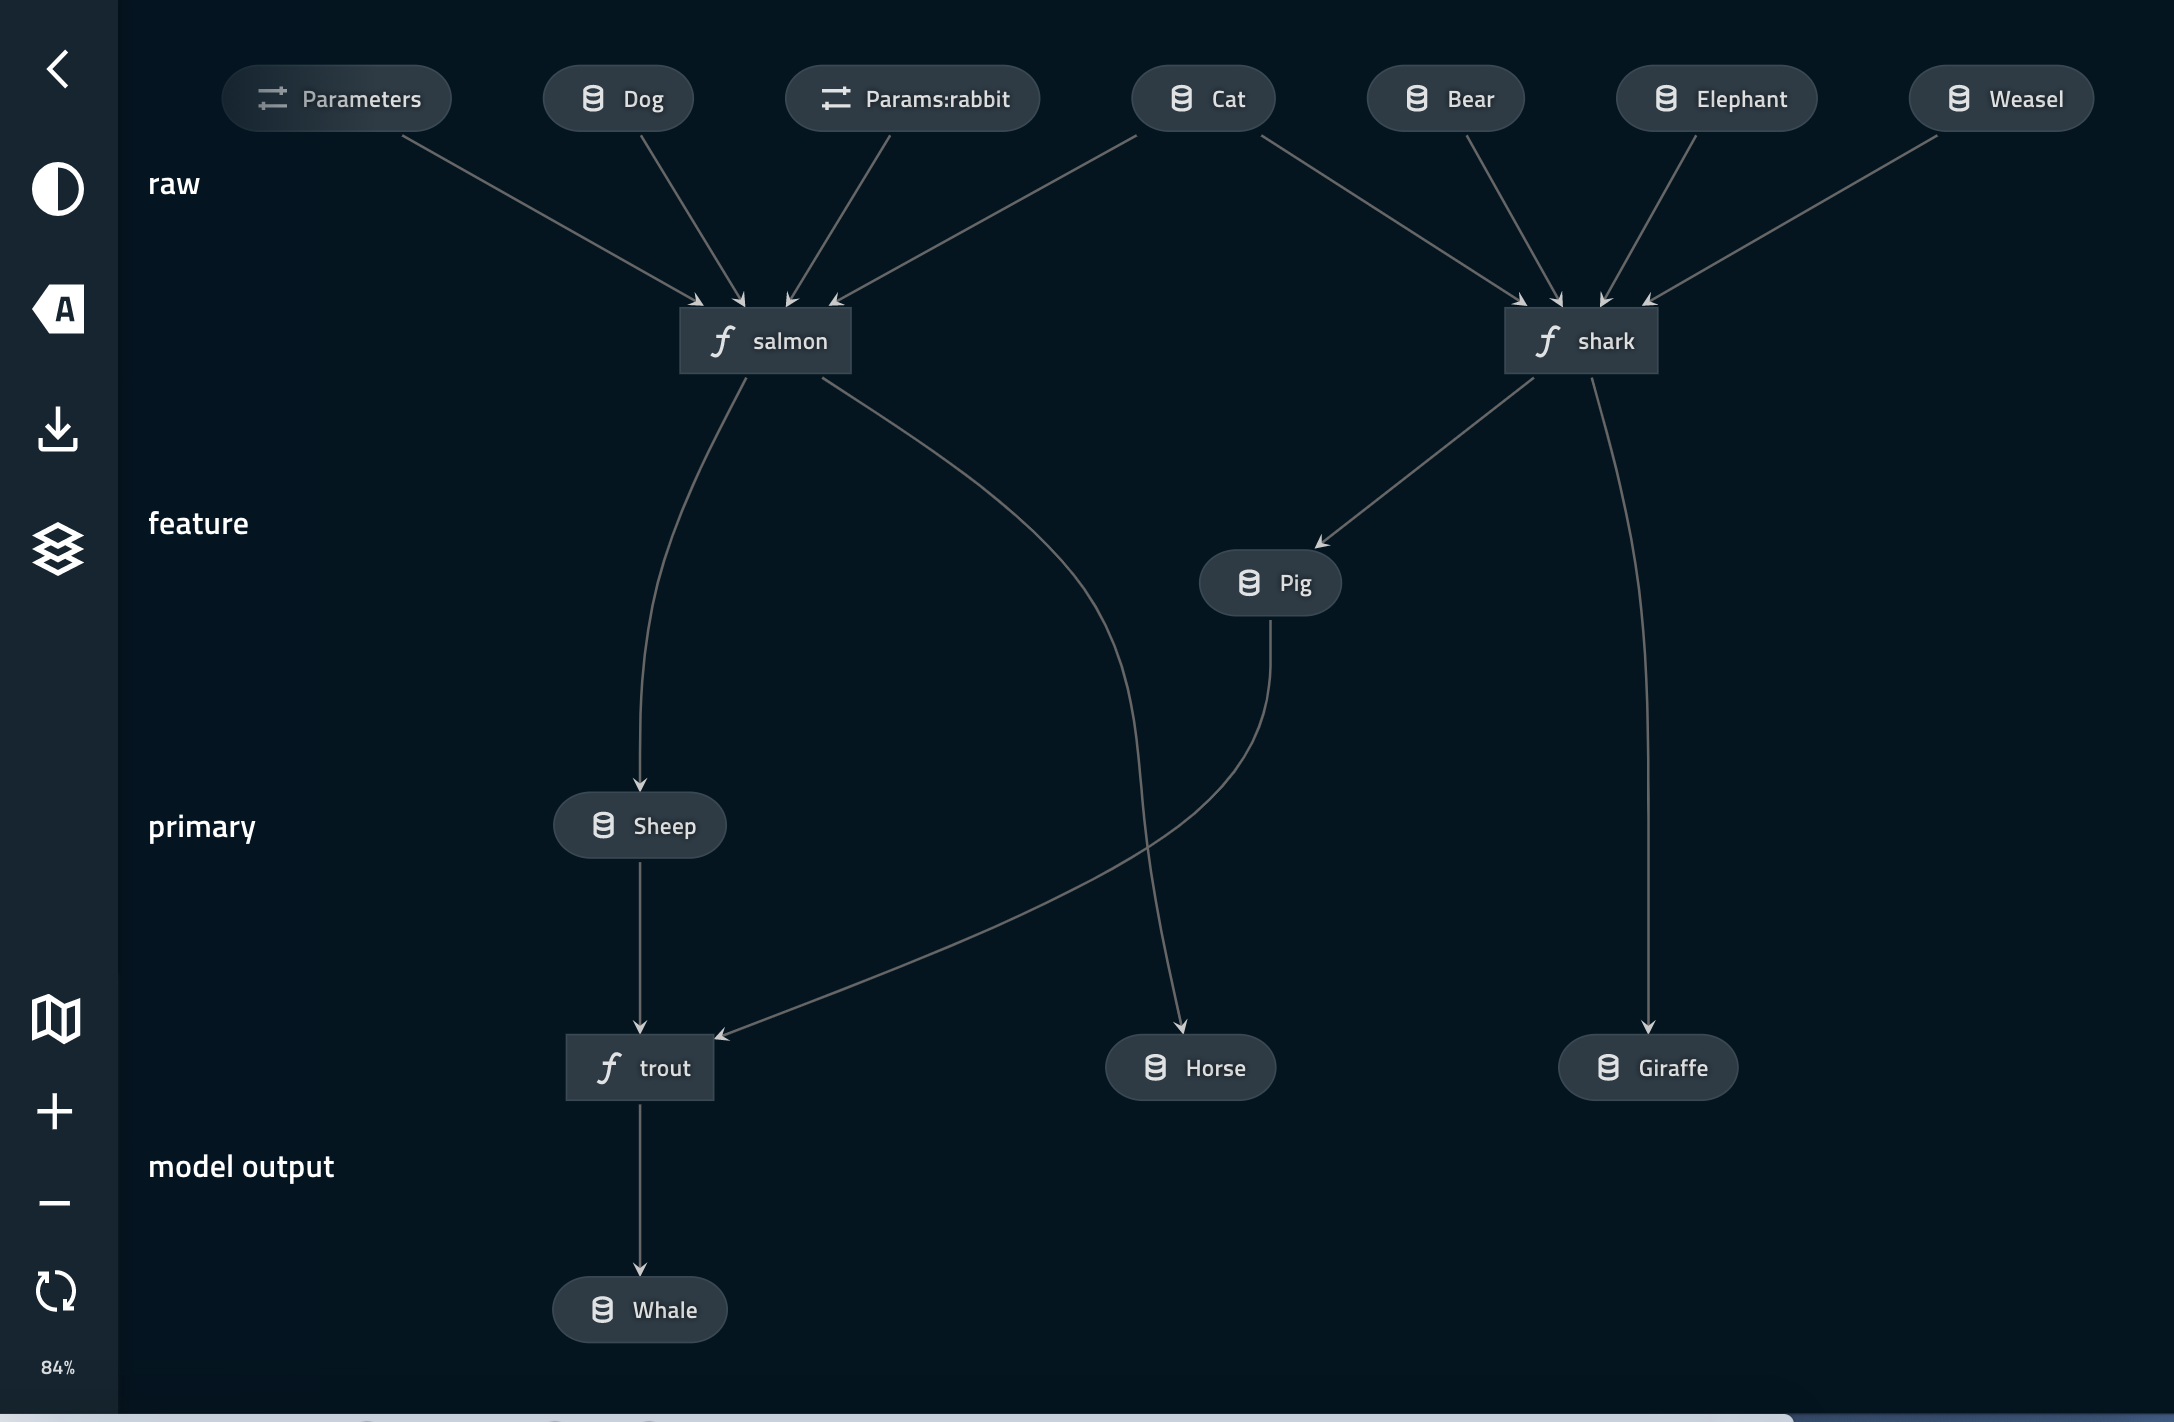 Parameters
Dog
Params:rabbit
Cat
Bear
Elephant
Weasel
raw
A
salmon
shark
feature
Pig
primary
Sheep
trout
Horse
Giraffe
model output
Whale
84%